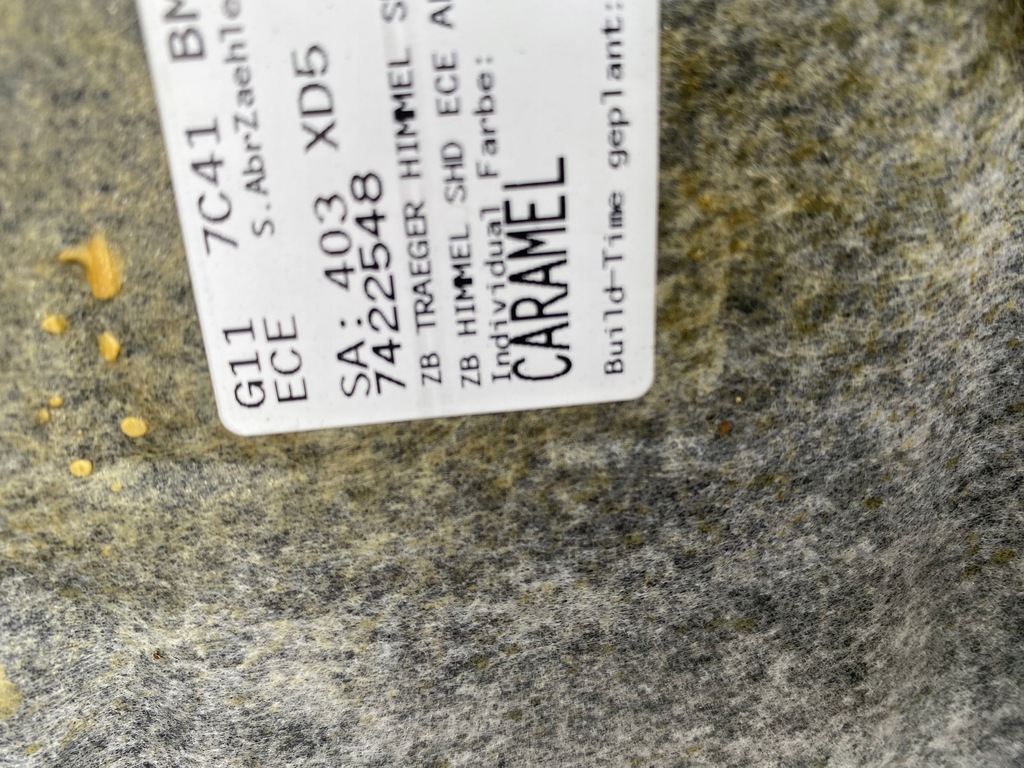 G11 7C41 BM
ECE S.AbrZaehle
SA: 403 XD5
7422548
ZB TRAEGER HIMMEL S
ZB HIMMEL SHD ECE A
Individual Farbe:
CARAMEL
Build-Time geplant: